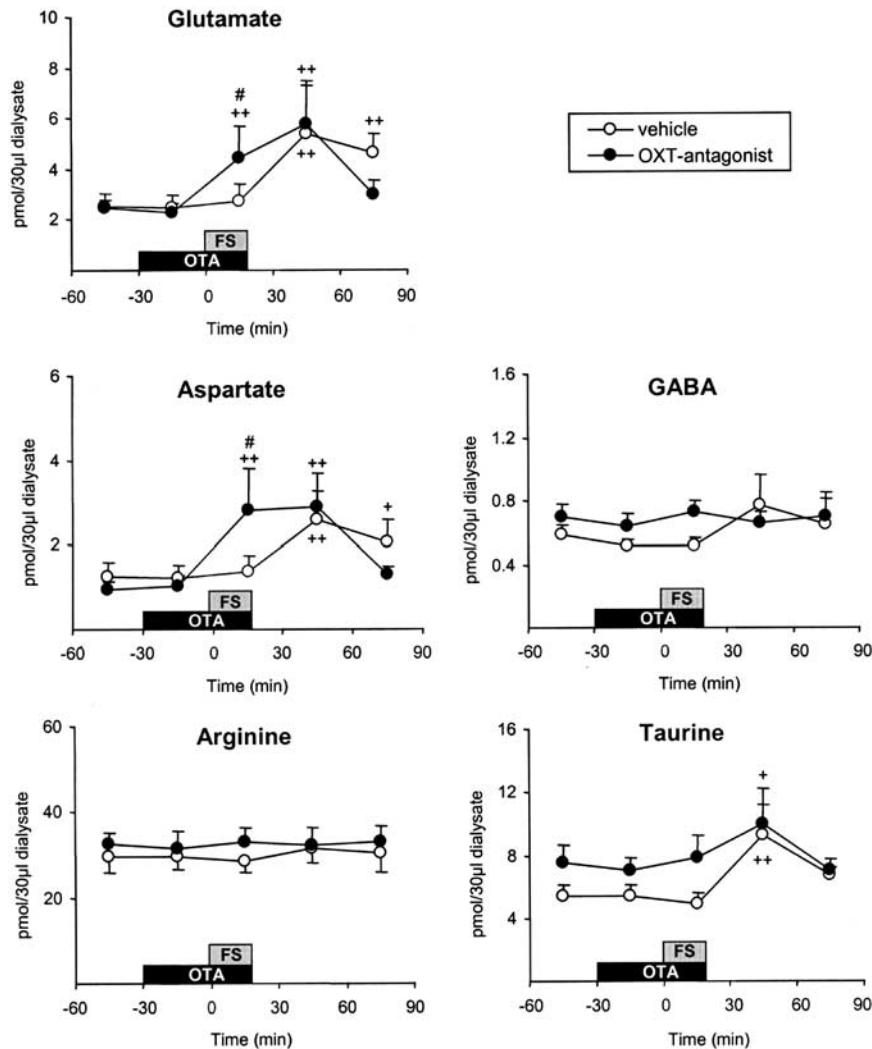 Glutamate
10
8
6
4
2
pmol/30µl dialysate
#
++
++
++
++
FS
OTA
-60 -30 0 30 60 90
Time (min)
vehicle
OXT-antagonist
Aspartate
6
4
2
pmol/30µl dialysate
#
++
++
++
+
FS
OTA
-60 -30 0 30 60 90
Time (min)
GABA
1.6
1.2
0.8
0.4
pmol/30µl dialysate
FS
OTA
-60 -30 0 30 60 90
Time (min)
Arginine
60
40
20
pmol/30µl dialysate
FS
OTA
-60 -30 0 30 60 90
Time (min)
Taurine
16
12
8
4
pmol/30µl dialysate
+
++
FS
OTA
-60 -30 0 30 60 90
Time (min)